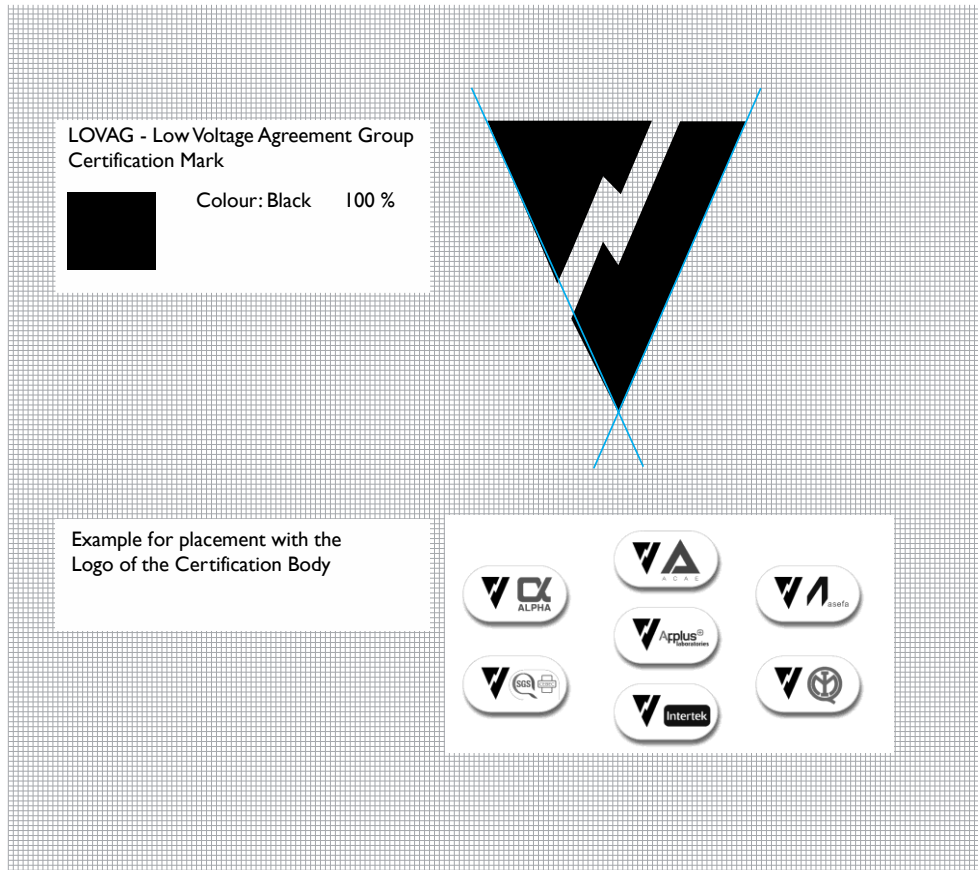 LOVAG - Low Voltage Agreement Group
Certification Mark
Colour: Black 100 %
Example for placement with the
Logo of the Certification Body
ALPHA
ACAE
asefa
Applus+
laboratories
SGS
Intertek